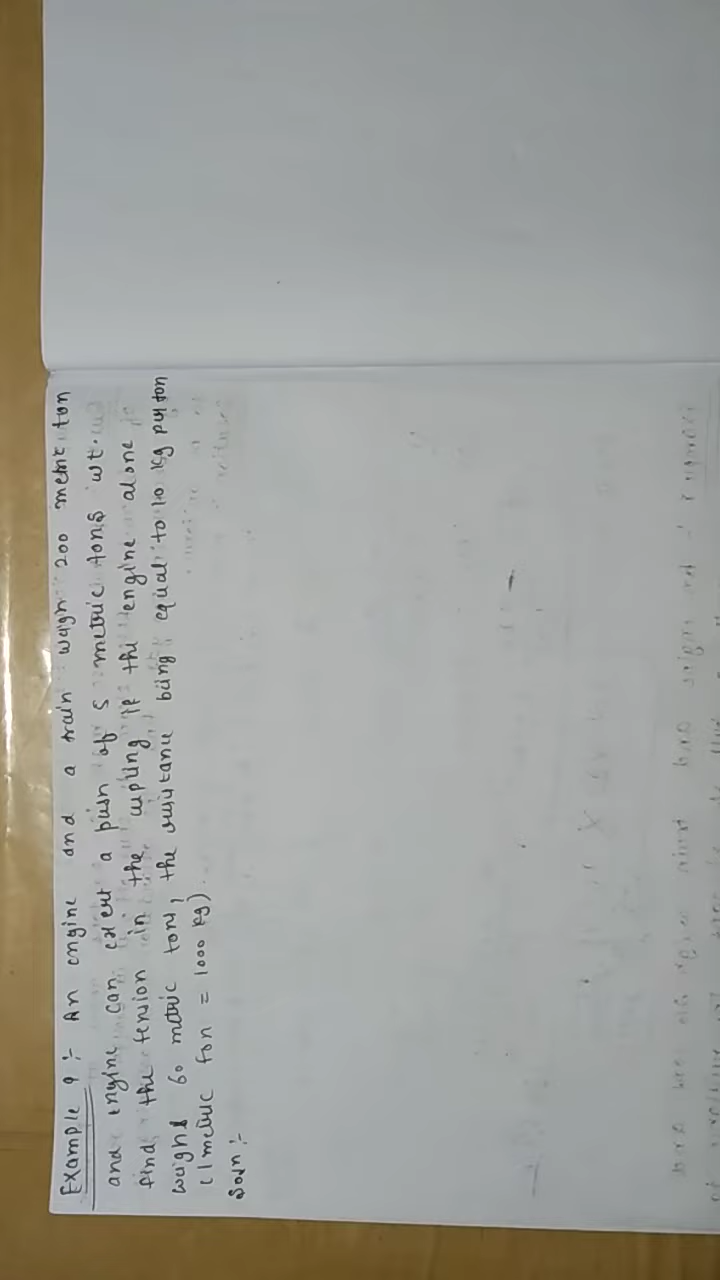 Example 9 :- An engine and a train weigh 200 metric ton
and engine can exert a push of 5 metric tons wt.
find the tension in the cupling if the engine alone
weighs 60 metric tons, the resistance being equal to 10 kg per ton
(1 metric ton = 1000 kg).
Soln:-